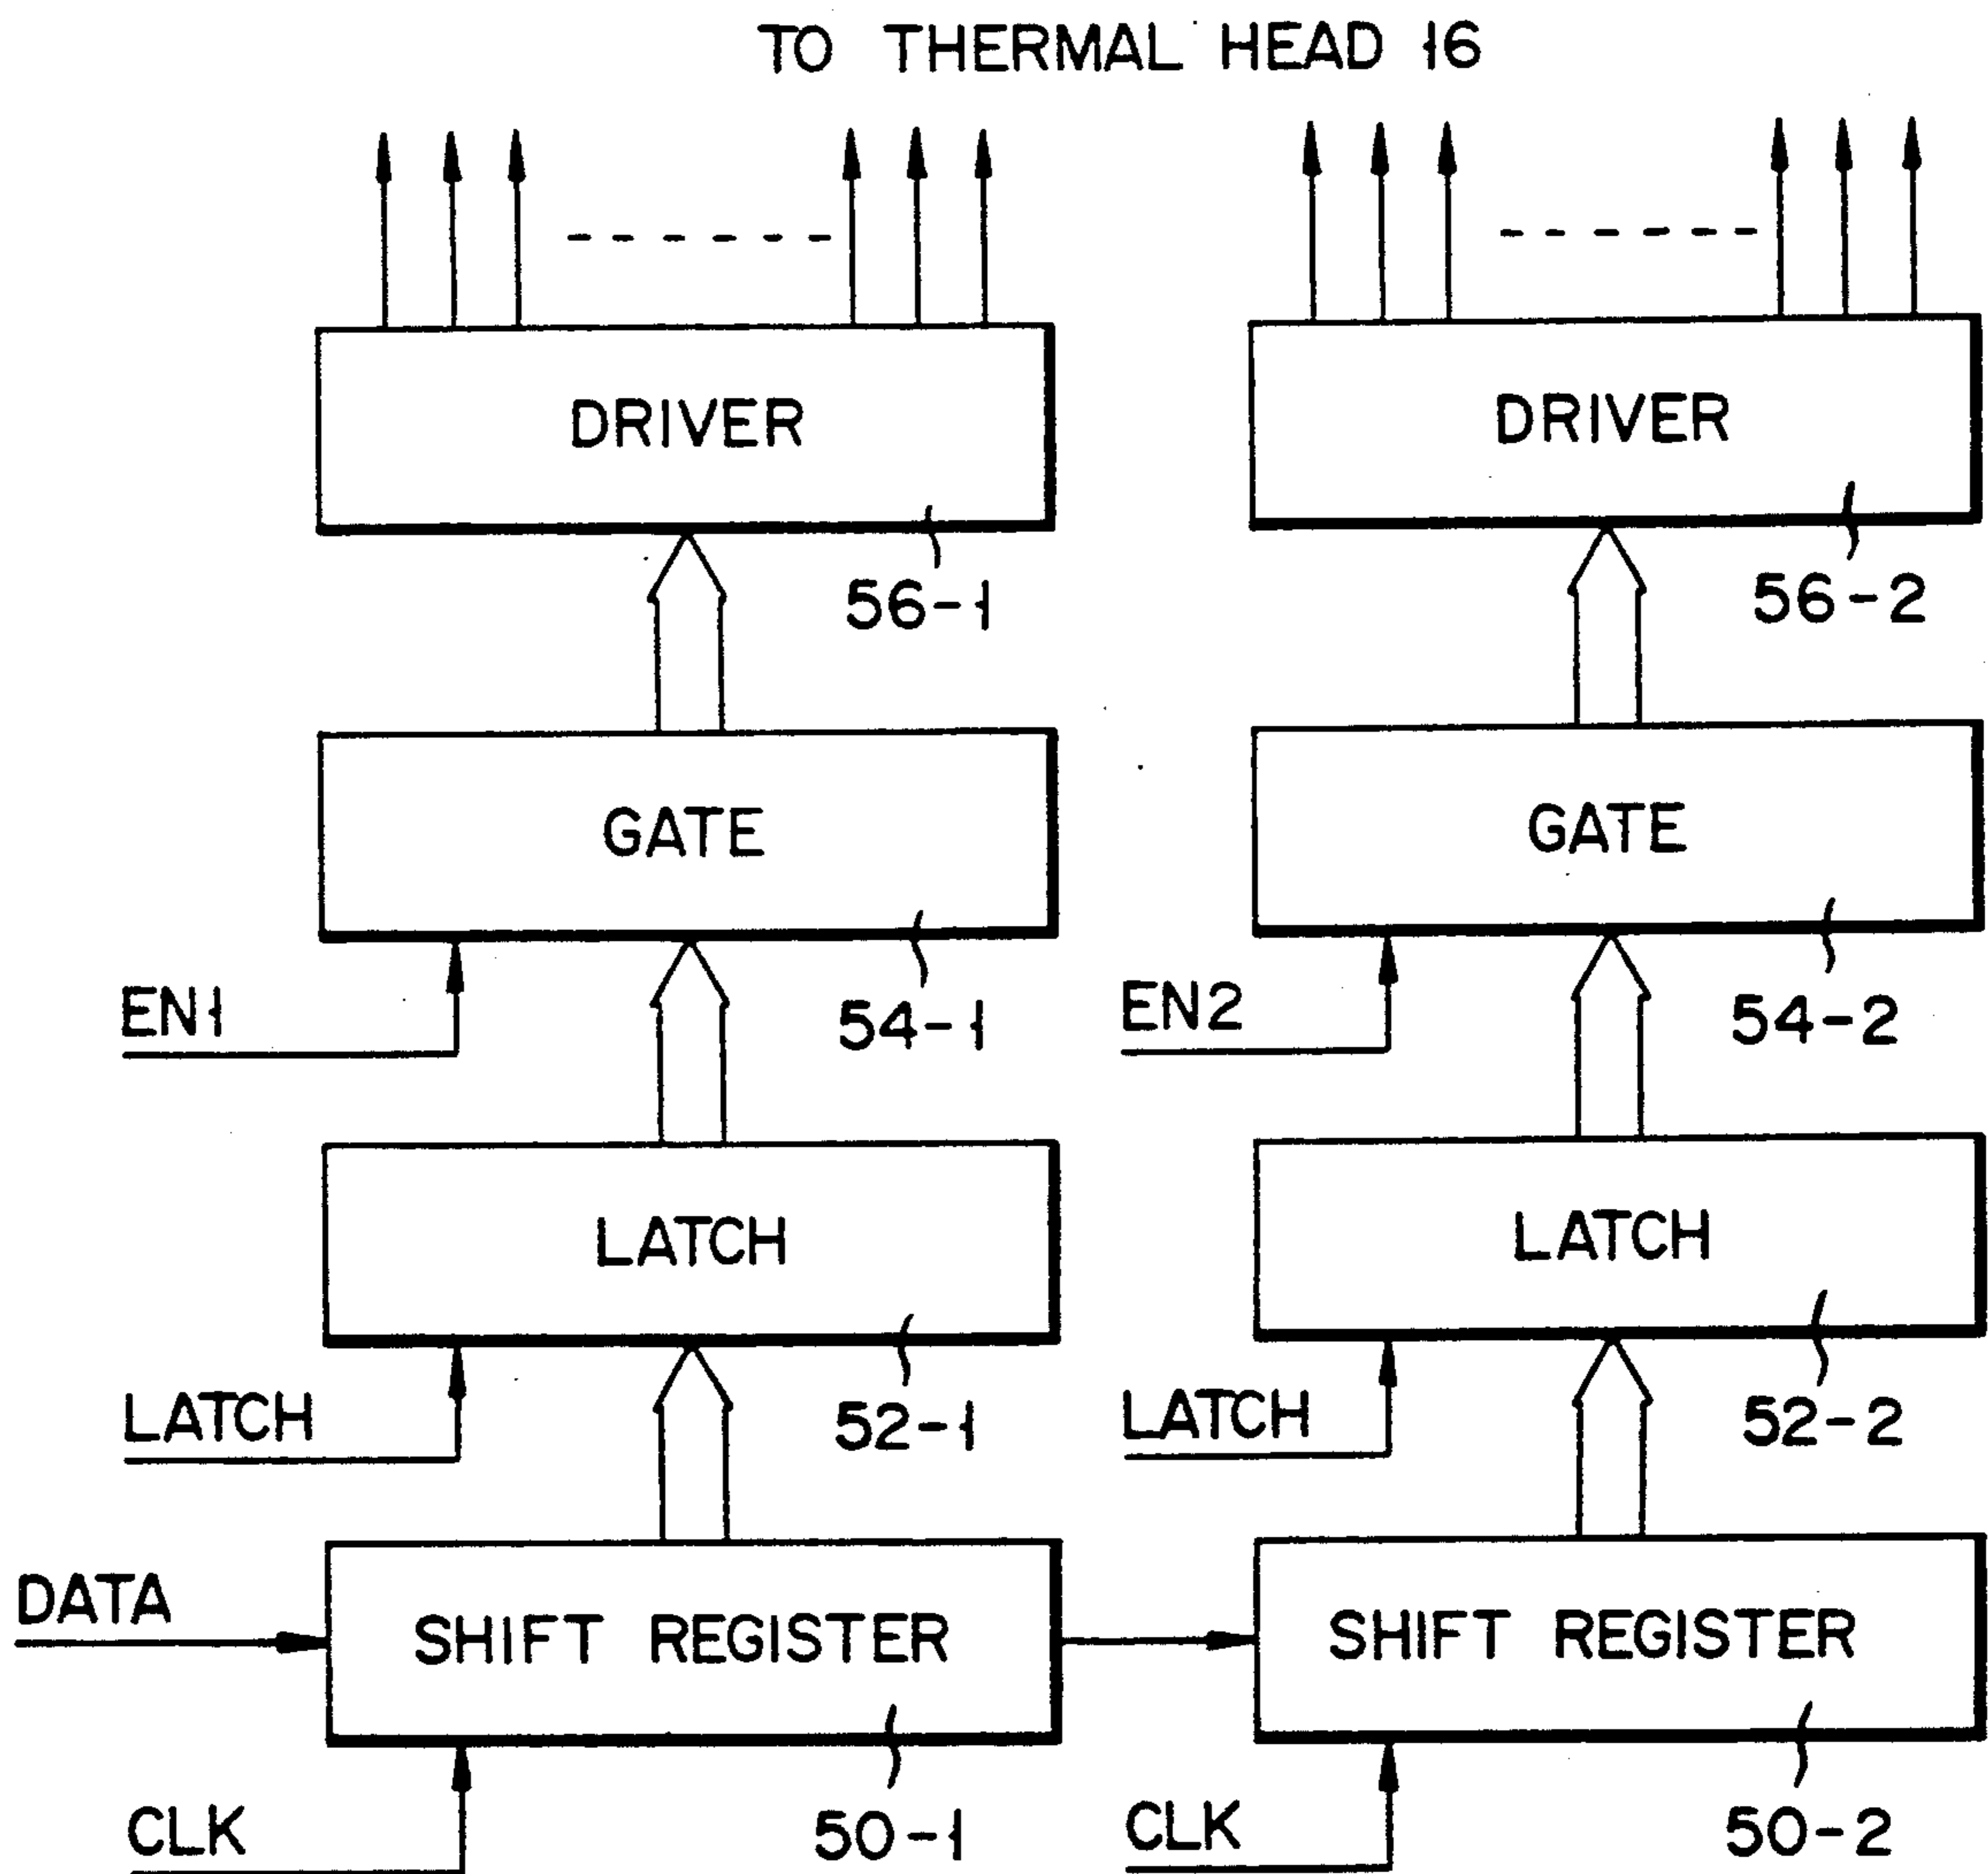 TO THERMAL HEAD 16
DRIVER
DRIVER
56-1
56-2
GATE
GATE
EN1
54-1
EN2
54-2
LATCH
LATCH
LATCH
52-1
LATCH
52-2
DATA
SHIFT REGISTER
SHIFT REGISTER
CLK
50-1
CLK
50-2